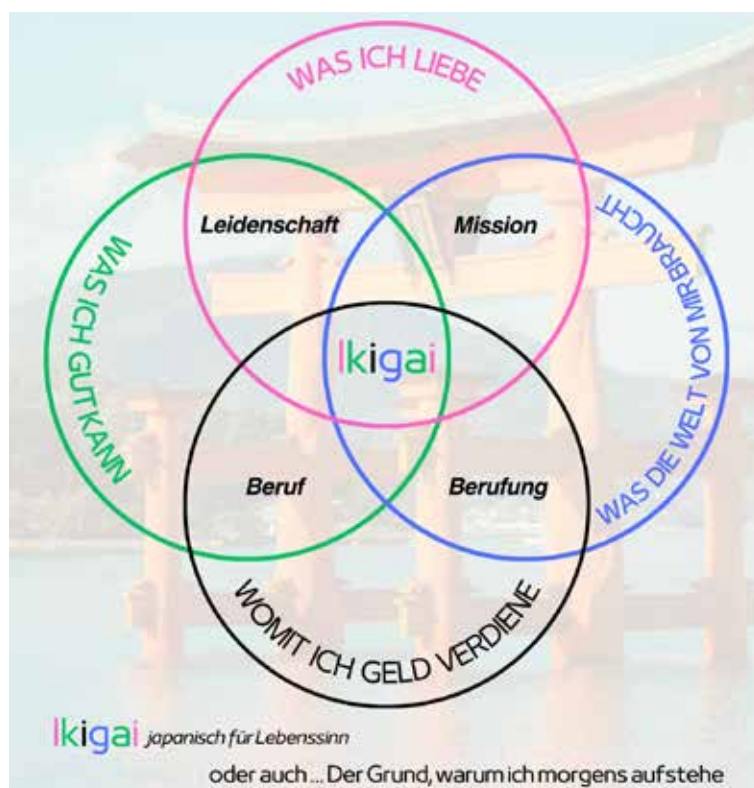 WAS ICH LIEBE
Leidenschaft
Mission
WAS ICH GUT KANN
WAS DIE WELT VON MIR BRAUCHT
Ikigai
Beruf
Berufung
WOMIT ICH GELD VERDIENE
Ikigai japanisch für Lebenssinn
oder auch ... Der Grund, warum ich morgens aufstehe